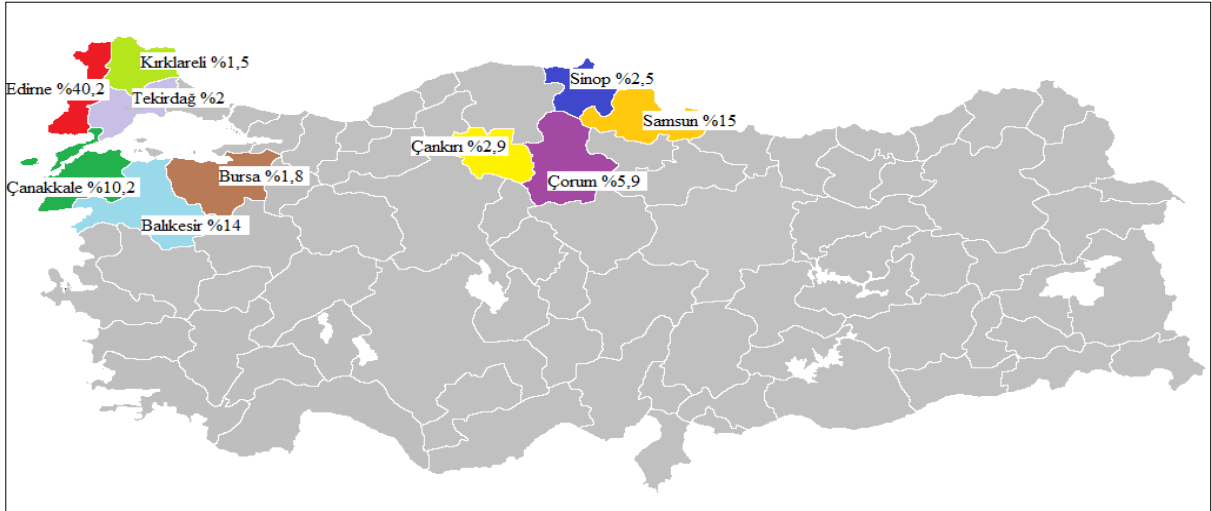 Kırklareli %1,5
Edirne %40,2
Tekirdağ %2
Sinop %2,5
Samsun %15
Çankırı %2,9
Çanakkale %10,2
Bursa %1,8
Çorum %5,9
Balıkesir %14